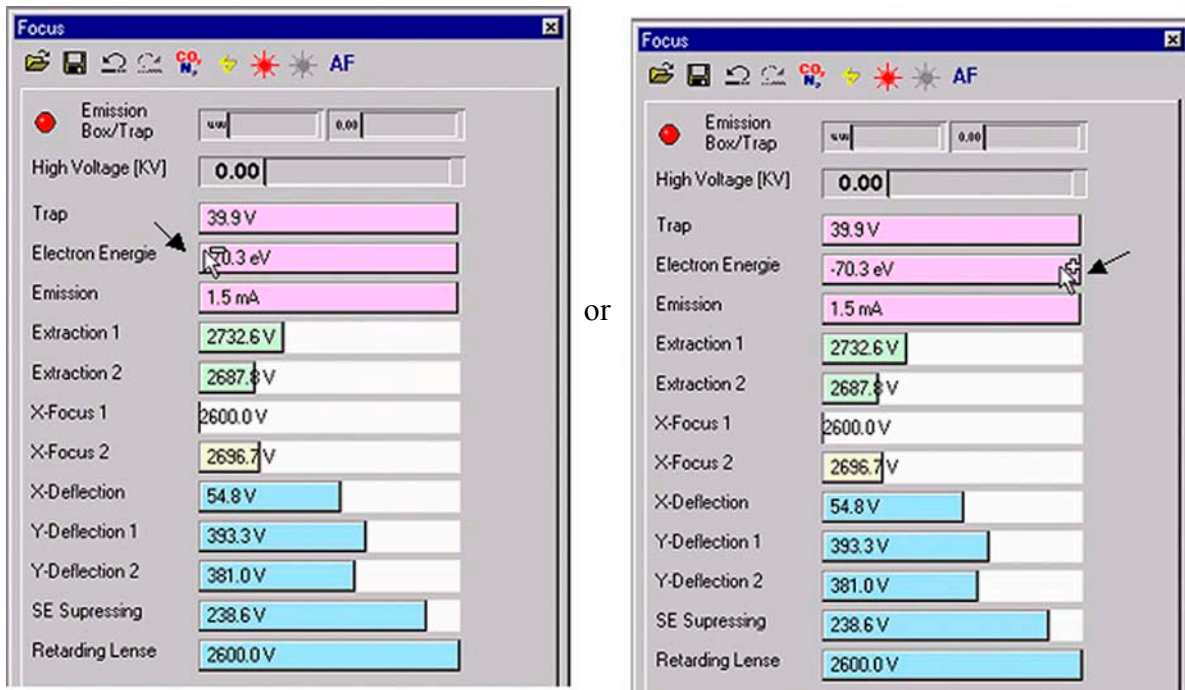 Focus
CO2 N2 AF
Emission Box/Trap 0.00
High Voltage [KV] 0.00
Trap 39.9 V
Electron Energie 70.3 eV
Emission 1.5 mA
Extraction 1 2732.6 V
Extraction 2 2687.8 V
X-Focus 1 2600.0 V
X-Focus 2 2696.7 V
X-Deflection 54.8 V
Y-Deflection 1 393.3 V
Y-Deflection 2 381.0 V
SE Supressing 238.6 V
Retarding Lense 2600.0 V
or
Focus
CO2 N2 AF
Emission Box/Trap 0.00
High Voltage [KV] 0.00
Trap 39.9 V
Electron Energie -70.3 eV
Emission 1.5 mA
Extraction 1 2732.6 V
Extraction 2 2687.8 V
X-Focus 1 2600.0 V
X-Focus 2 2696.7 V
X-Deflection 54.8 V
Y-Deflection 1 393.3 V
Y-Deflection 2 381.0 V
SE Supressing 238.6 V
Retarding Lense 2600.0 V